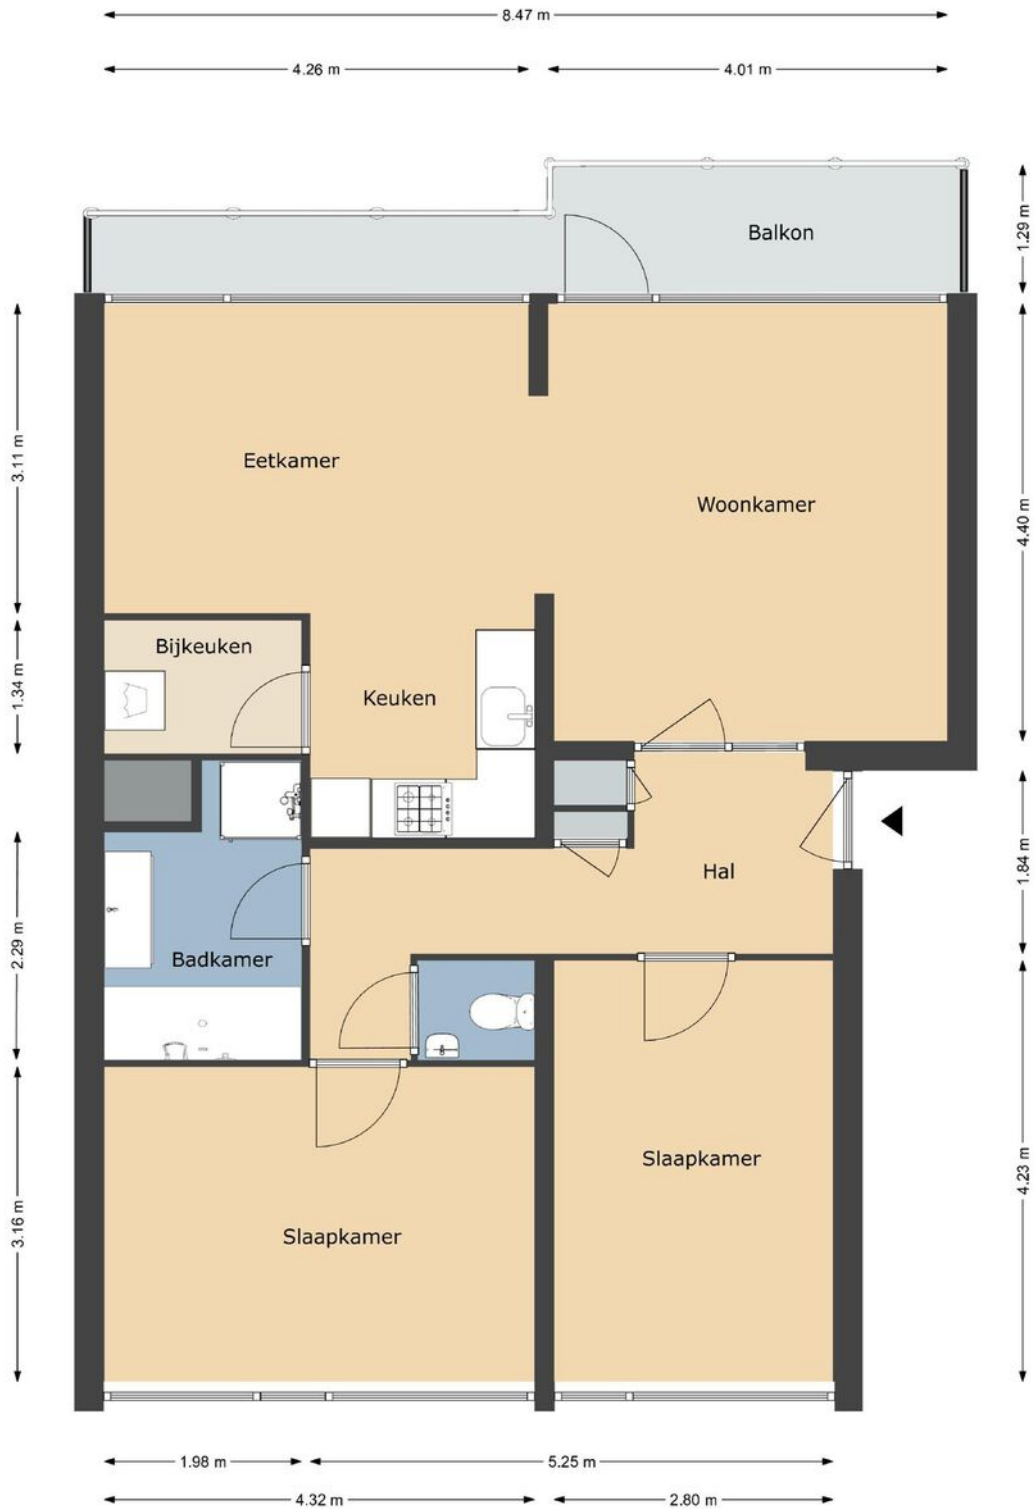 8.47 m
4.26 m
4.01 m
Balkon
1.29 m
Eetkamer
Woonkamer
3.11 m
4.40 m
Bijkeuken
Keuken
1.34 m
Hal
1.84 m
Badkamer
2.29 m
Slaapkamer
Slaapkamer
3.16 m
4.23 m
1.98 m
5.25 m
4.32 m
2.80 m